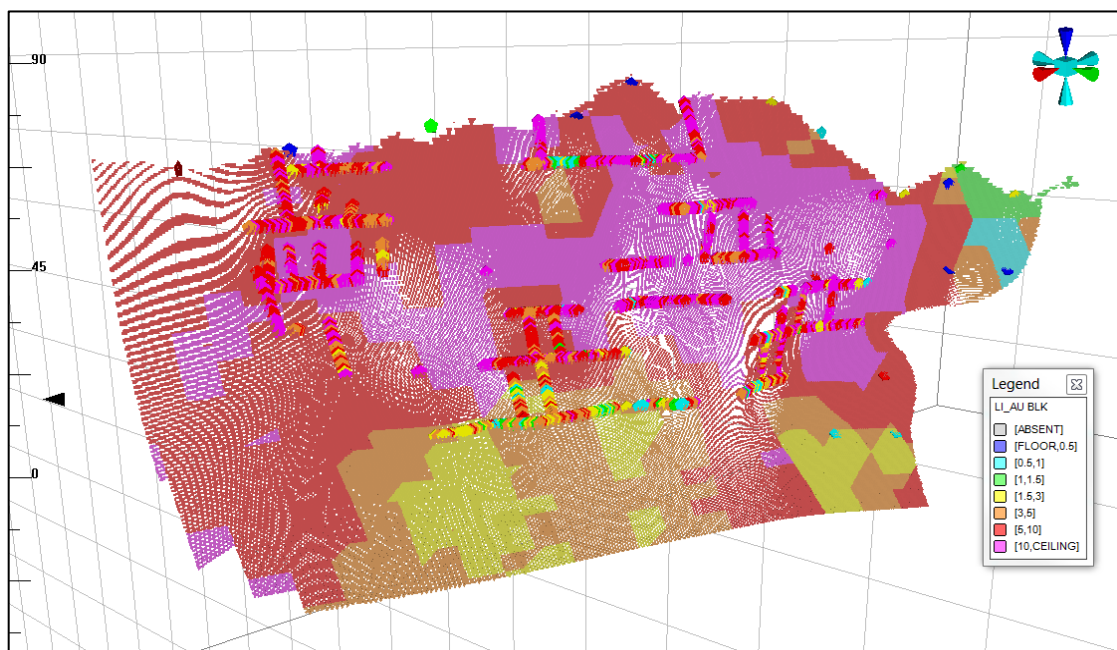 90
45
0
Legend
LI_AU BLK
[ABSENT]
[FLOOR,0.5]
[0.5,1]
[1,1.5]
[1.5,3]
[3,5]
[5,10]
[10,CEILING]